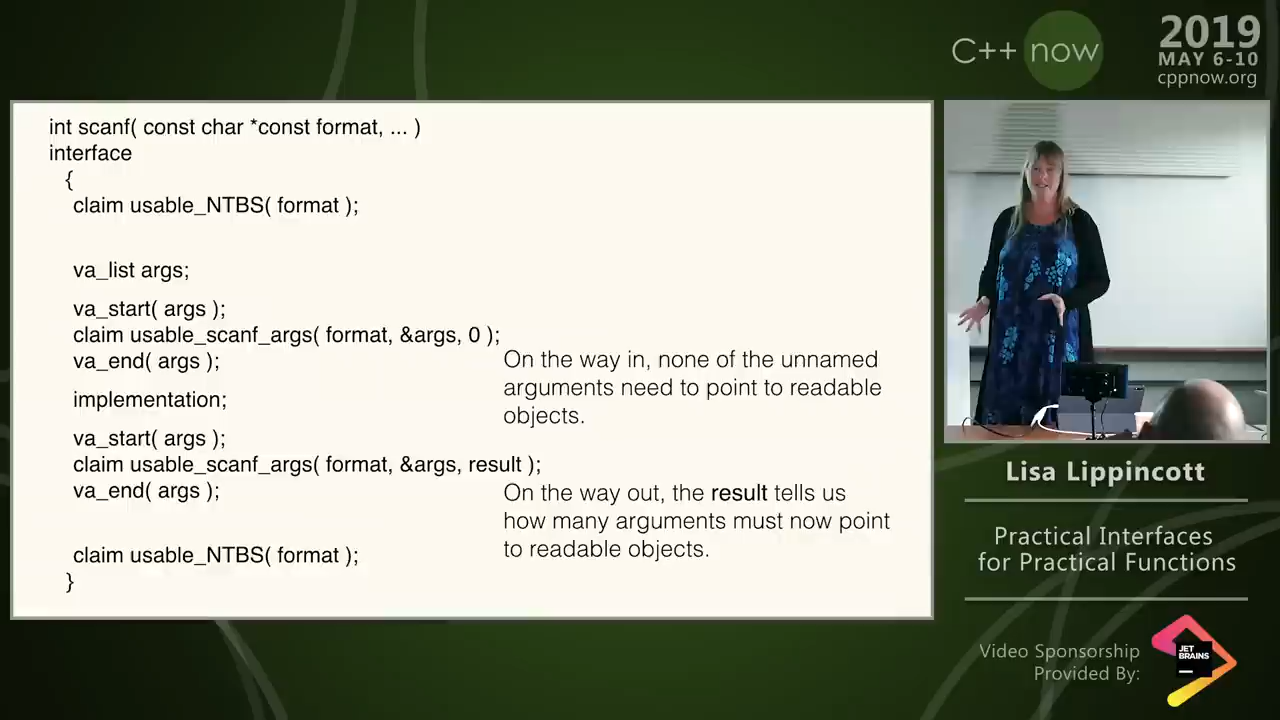 C++ now
2019
MAY 6-10
cppnow.org
int scanf( const char *const format, ... )
interface
{
claim usable_NTBS( format );
va_list args;
va_start( args );
claim usable_scanf_args( format, &args, 0 );
va_end( args );
On the way in, none of the unnamed
arguments need to point to readable
objects.
implementation;
va_start( args );
claim usable_scanf_args( format, &args, result );
va_end( args );
On the way out, the result tells us
how many arguments must now point
to readable objects.
claim usable_NTBS( format );
}
Lisa Lippincott
Practical Interfaces
for Practical Functions
Video Sponsorship
Provided By:
JET
BRAINS